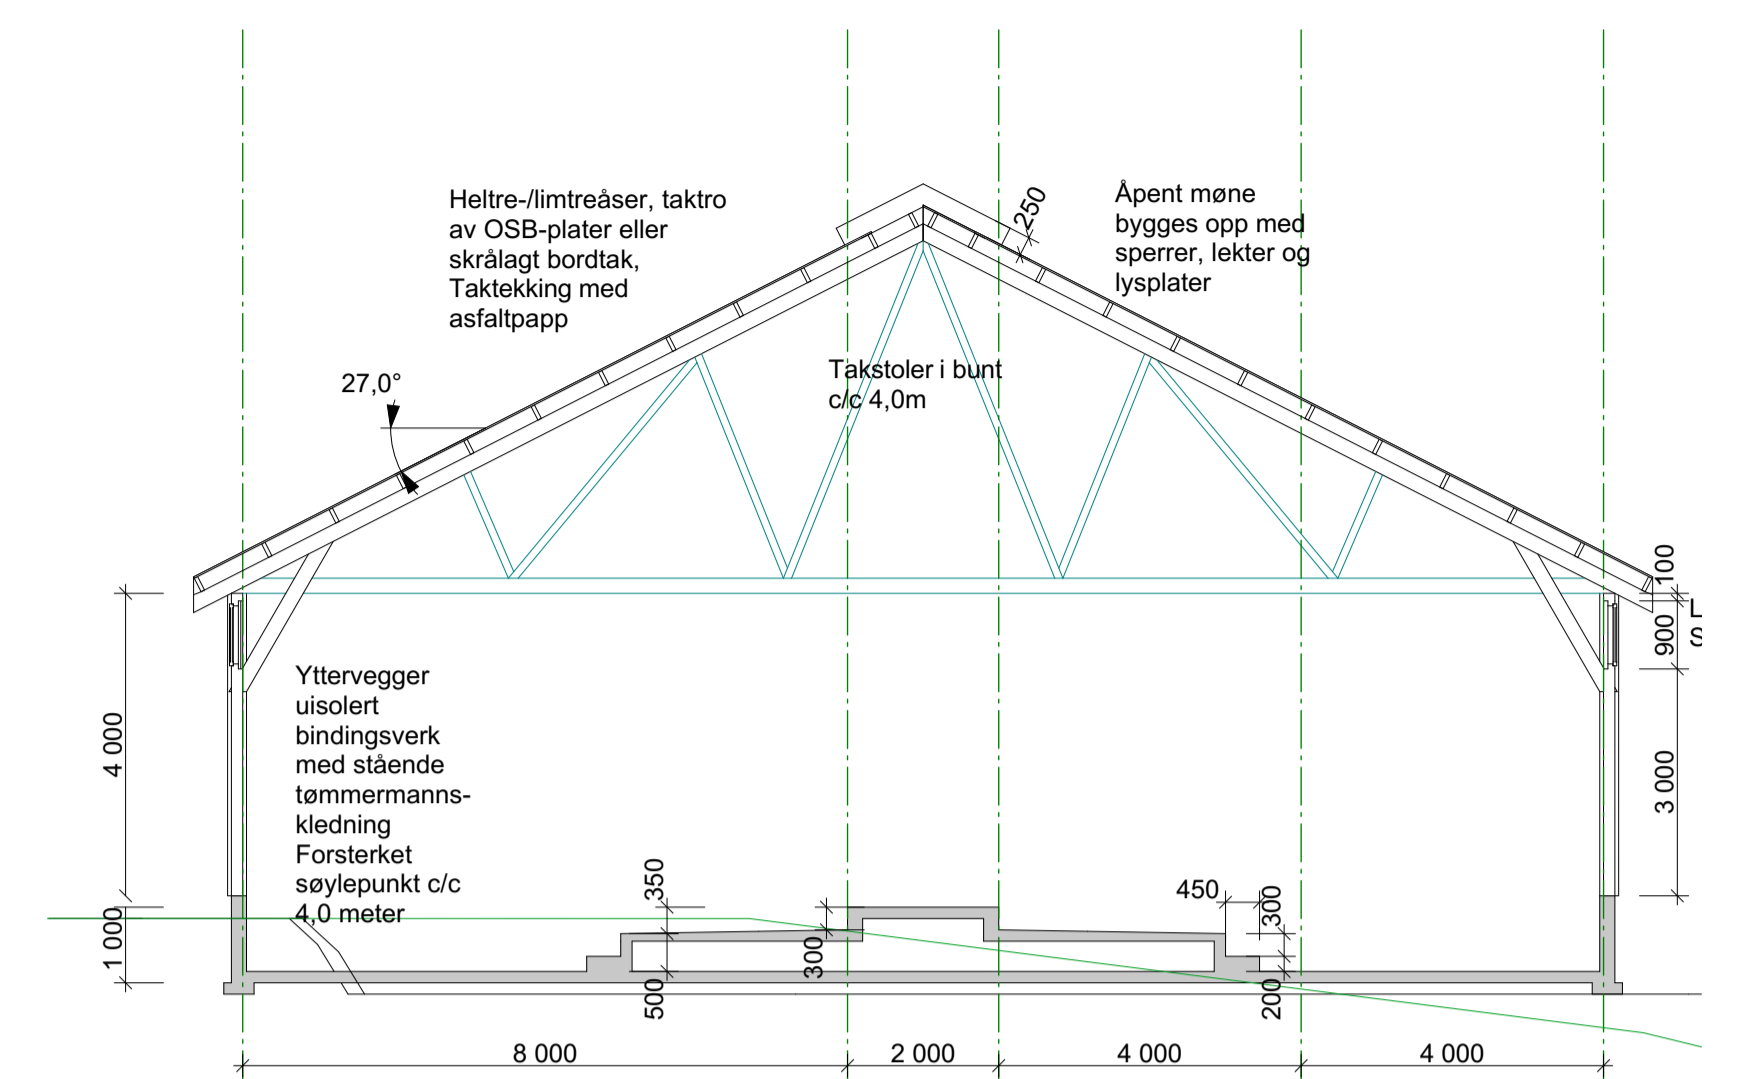 Heltre-/limtreåser, taktro
av OSB-plater eller
skrålagt bordtak,
Taktekking med
asfaltpapp
250
Åpent møne
bygges opp med
sperrer, lekter og
lysplater
27,0°
Takstoler i bunt
c/c 4,0m
100
900
L
S
3 000
4 000
1 000
Yttervegger
uisolert
bindingsverk
med stående
tømmermanns-
kledning
Forsterket
søylepunkt c/c
4,0 meter
350
500
300
450
300
200
8 000
2 000
4 000
4 000